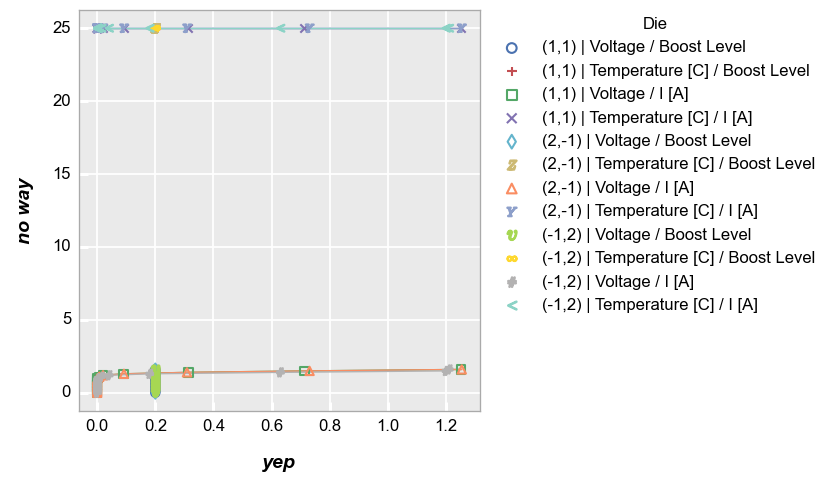 Die
(1,1) | Voltage / Boost Level
(1,1) | Temperature [C] / Boost Level
(1,1) | Voltage / I [A]
(1,1) | Temperature [C] / I [A]
(2,-1) | Voltage / Boost Level
(2,-1) | Temperature [C] / Boost Level
(2,-1) | Voltage / I [A]
(2,-1) | Temperature [C] / I [A]
(-1,2) | Voltage / Boost Level
(-1,2) | Temperature [C] / Boost Level
(-1,2) | Voltage / I [A]
(-1,2) | Temperature [C] / I [A]
25
20
15
10
5
0
no way
0.0 0.2 0.4 0.6 0.8 1.0 1.2
yep